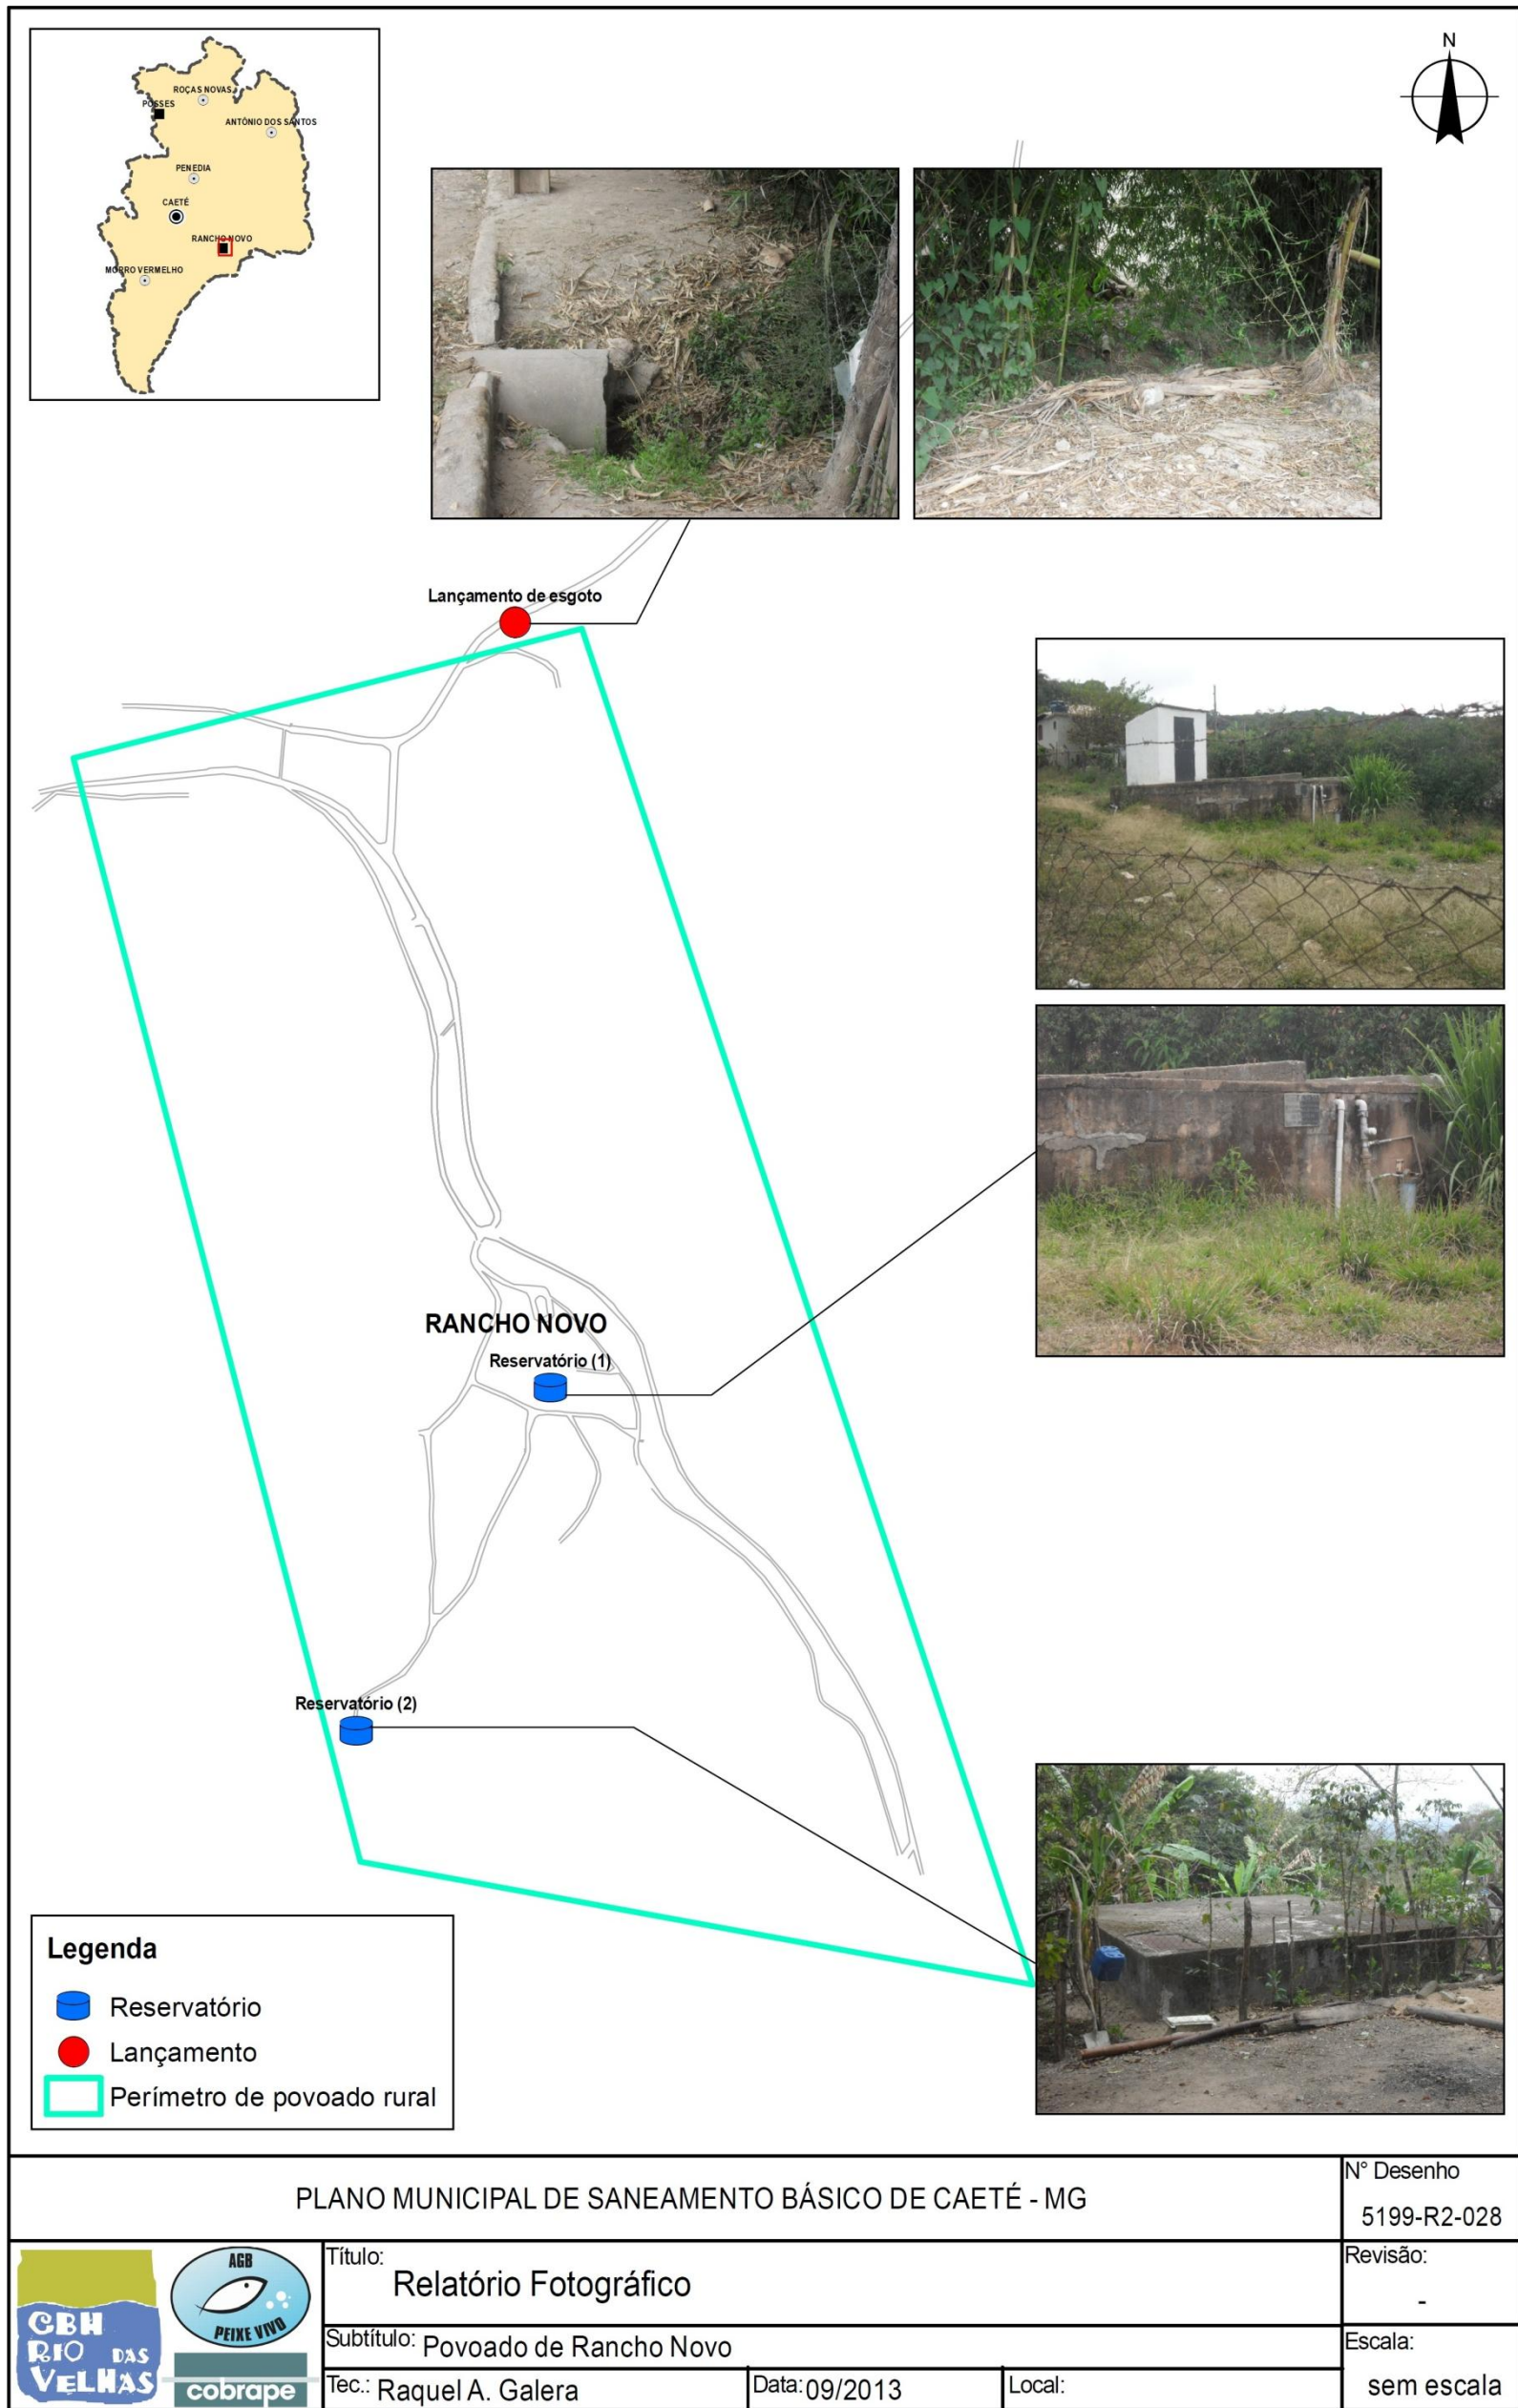 N
ROÇAS NOVAS
POSSES
ANTÔNIO DOS SANTOS
PENEDIA
CAETÉ
RANCHO NOVO
MORRO VERMELHO
Lançamento de esgoto
RANCHO NOVO
Reservatório (1)
Reservatório (2)
Legenda
Reservatório
Lançamento
Perímetro de povoado rural
PLANO MUNICIPAL DE SANEAMENTO BÁSICO DE CAETÉ - MG
N° Desenho
5199-R2-028
CBH
RIO DAS
VELHAS
AGB
PEIXE VIVO
cobrape
Título:
Relatório Fotográfico
Revisão:
-
Subtítulo: Povoado de Rancho Novo
Escala:
sem escala
Tec.: Raquel A. Galera
Data: 09/2013
Local: